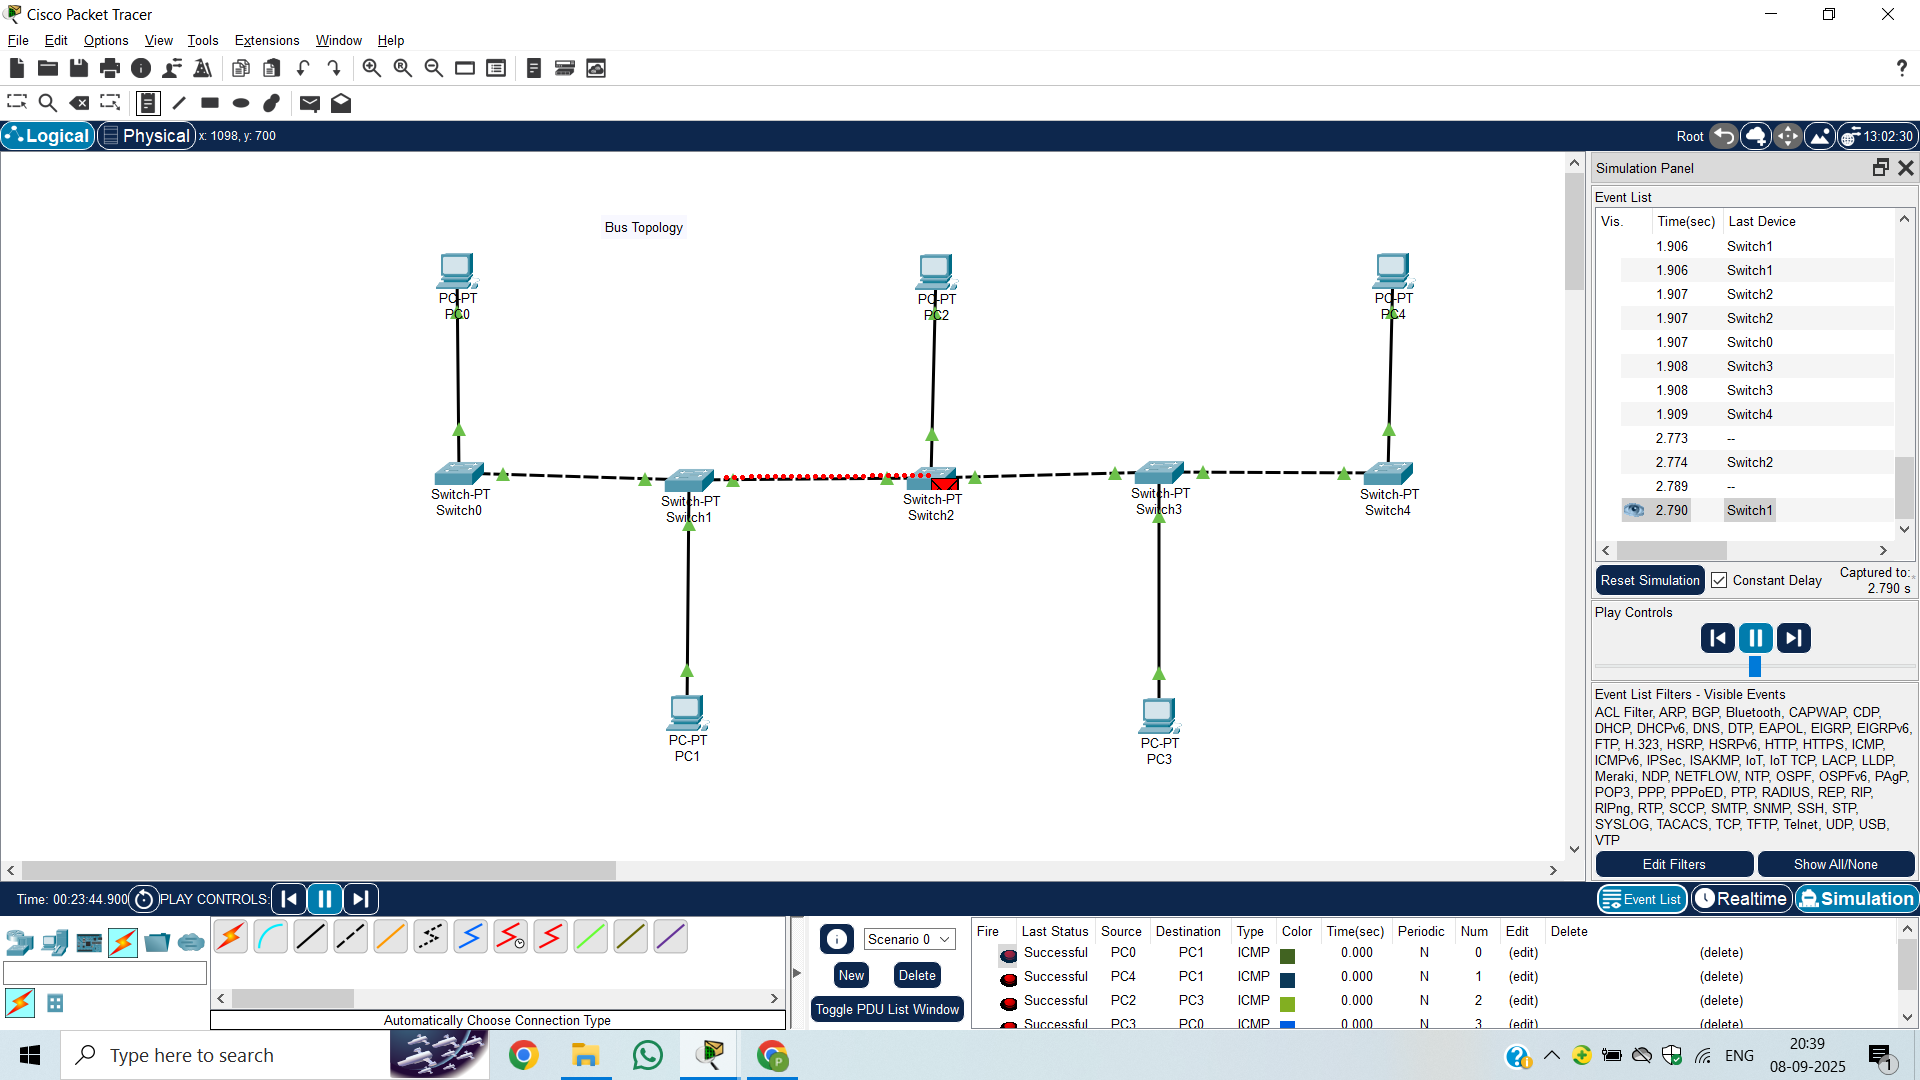 Cisco Packet Tracer
File Edit Options View Tools Extensions Window Help
Logical Physical x: 1098, y: 700 Root 13:02:30
Bus Topology
PC-PT
PC0
PC-PT
PC2
PC-PT
PC4
Switch-PT
Switch0
Switch-PT
Switch1
Switch-PT
Switch2
Switch-PT
Switch3
Switch-PT
Switch4
PC-PT
PC1
PC-PT
PC3
Simulation Panel
Event List
Vis. Time(sec) Last Device
1.906 Switch1
1.906 Switch1
1.907 Switch2
1.907 Switch2
1.907 Switch0
1.908 Switch3
1.908 Switch3
1.909 Switch4
2.773 --
2.774 Switch2
2.789 --
2.790 Switch1
Reset Simulation Constant Delay Captured to:
2.790 s
Play Controls
Event List Filters - Visible Events
ACL Filter, ARP, BGP, Bluetooth, CAPWAP, CDP,
DHCP, DHCPv6, DNS, DTP, EAPOL, EIGRP, EIGRPv6,
FTP, H.323, HSRP, HSRPv6, HTTP, HTTPS, ICMP,
ICMPv6, IPSec, ISAKMP, IoT, IoT TCP, LACP, LLDP,
Meraki, NDP, NETFLOW, NTP, OSPF, OSPFv6, PAgP,
POP3, PPP, PPPoED, PTP, RADIUS, REP, RIP,
RIPng, RTP, SCCP, SMTP, SNMP, SSH, STP,
SYSLOG, TACACS, TCP, TFTP, Telnet, UDP, USB,
VTP
Edit Filters Show All/None
Time: 00:23:44.900 PLAY CONTROLS: Event List Realtime Simulation
Automatically Choose Connection Type
Scenario 0
New Delete
Toggle PDU List Window
Fire Last Status Source Destination Type Color Time(sec) Periodic Num Edit Delete
Successful PC0 PC1 ICMP 0.000 N 0 (edit) (delete)
Successful PC4 PC1 ICMP 0.000 N 1 (edit) (delete)
Successful PC2 PC3 ICMP 0.000 N 2 (edit) (delete)
Successful PC3 PC0 ICMP 0.000 N 3 (edit) (delete)
Type here to search
ENG
20:39
08-09-2025
1